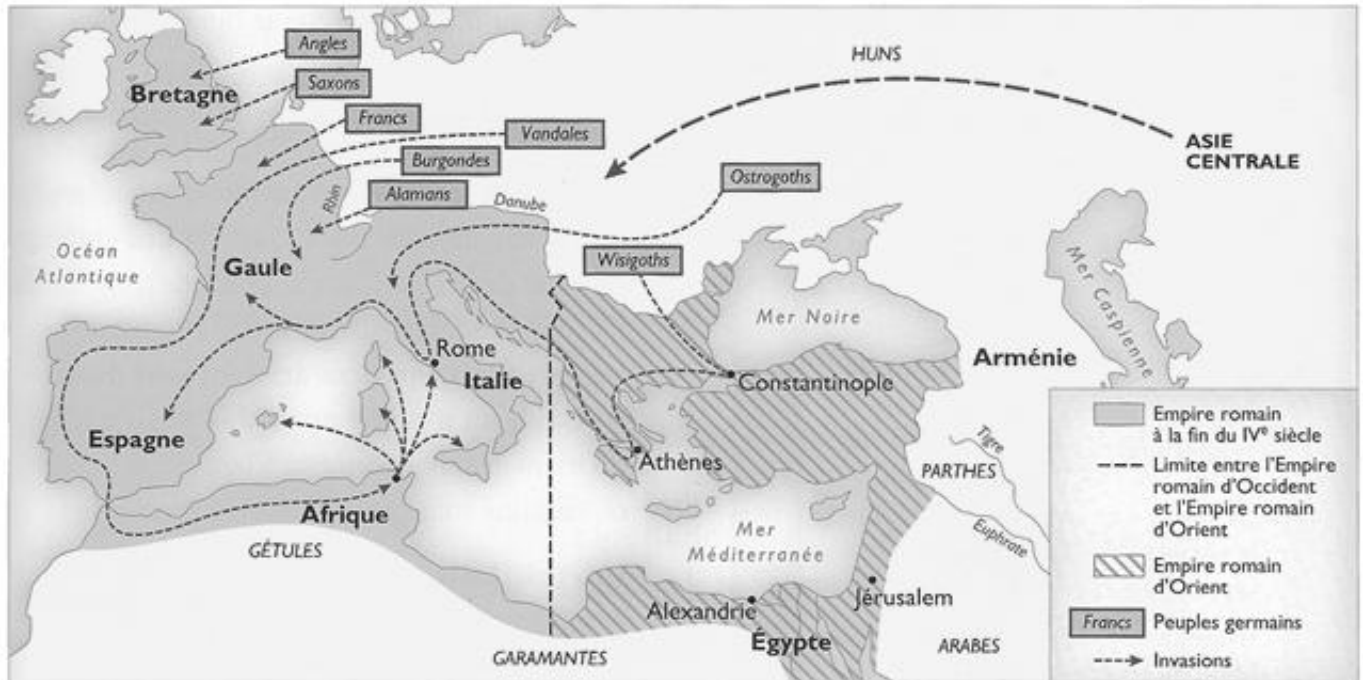 Angles
HUNS
Bretagne
Saxons
Francs
Vandales
ASIE
CENTRALE
Burgondes
Ostrogoths
Rhin
Alamans
Danube
Océan
Atlantique
Gaule
Wisigoths
Mer Noire
Mer Caspienne
Rome
Italie
Arménie
Constantinople
Espagne
Athènes
Tigre
PARTHES
Afrique
Euphrate
GÉTULES
Mer
Méditerranée
Jérusalem
Alexandrie
Égypte
ARABES
GARAMANTES
Empire romain
à la fin du IVe siècle
Limite entre l'Empire
romain d'Occident
et l'Empire romain
d'Orient
Empire romain
d'Orient
Francs
Peuples germains
Invasions